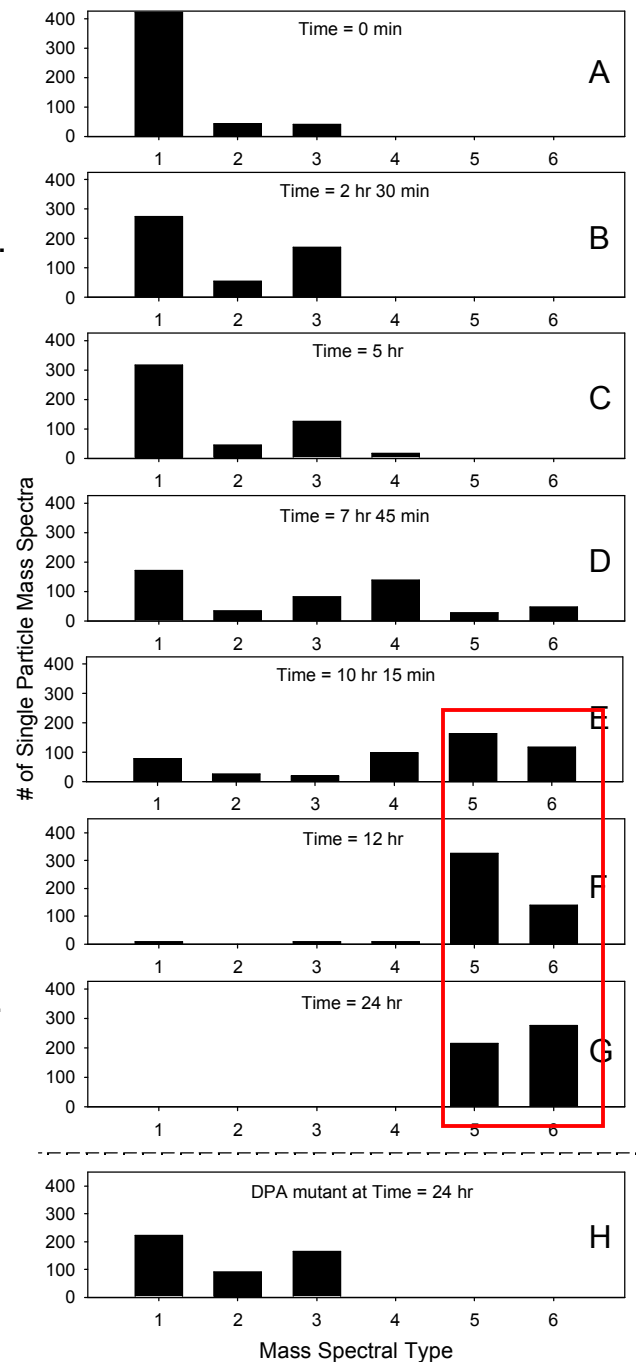 # of Single Particle Mass Spectra
Time = 0 min
A
400
300
200
100
0
1 2 3 4 5 6
Time = 2 hr 30 min
B
400
300
200
100
0
1 2 3 4 5 6
Time = 5 hr
C
400
300
200
100
0
1 2 3 4 5 6
Time = 7 hr 45 min
D
400
300
200
100
0
1 2 3 4 5 6
Time = 10 hr 15 min
E
400
300
200
100
0
1 2 3 4 5 6
Time = 12 hr
F
400
300
200
100
0
1 2 3 4 5 6
Time = 24 hr
G
400
300
200
100
0
1 2 3 4 5 6
DPA mutant at Time = 24 hr
H
400
300
200
100
0
1 2 3 4 5 6
Mass Spectral Type